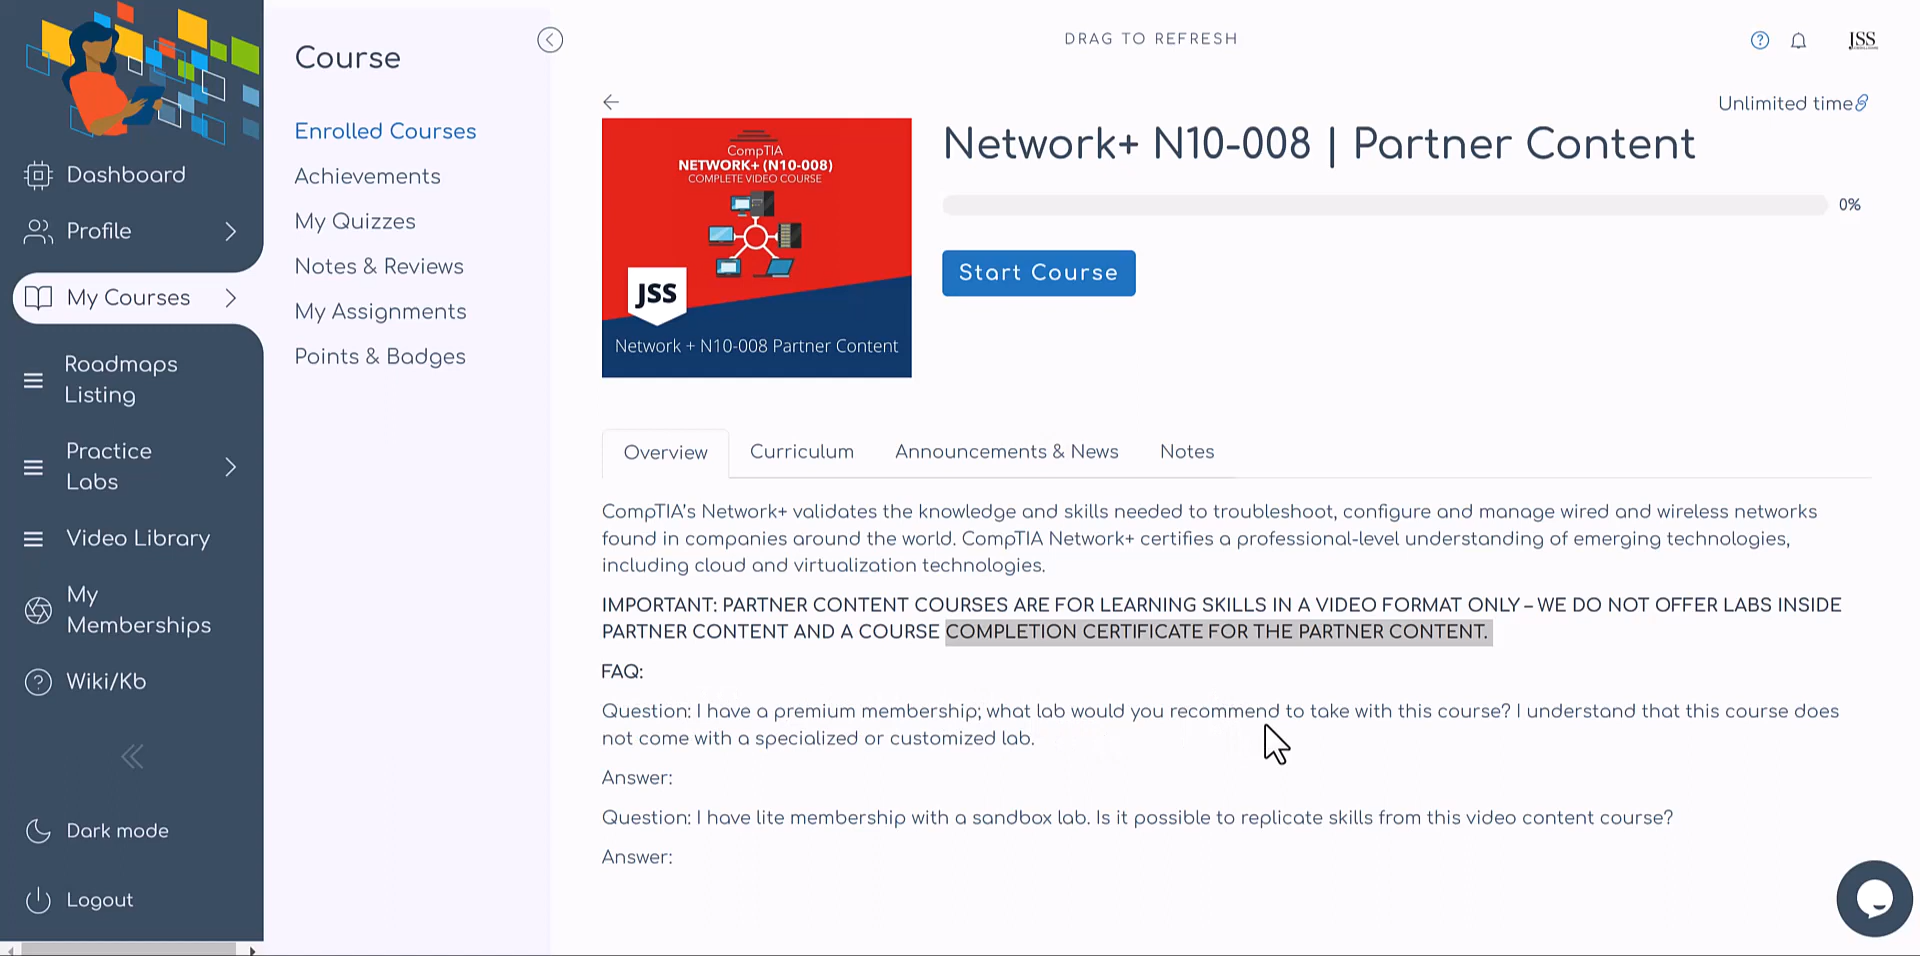 Dashboard
Profile
My Courses
Roadmaps
Listing
Practice
Labs
Video Library
My
Memberships
Wiki/Kb
Dark mode
Logout
Course
Enrolled Courses
Achievements
My Quizzes
Notes & Reviews
My Assignments
Points & Badges
DRAG TO REFRESH
JSS
Unlimited time
CompTIA
NETWORK+ (N10-008)
COMPLETE VIDEO COURSE
JSS
Network + N10-008 Partner Content
Network+ N10-008 | Partner Content
0%
Start Course
Overview
Curriculum
Announcements & News
Notes
CompTIA’s Network+ validates the knowledge and skills needed to troubleshoot, configure and manage wired and wireless networks
found in companies around the world. CompTIA Network+ certifies a professional-level understanding of emerging technologies,
including cloud and virtualization technologies.
IMPORTANT: PARTNER CONTENT COURSES ARE FOR LEARNING SKILLS IN A VIDEO FORMAT ONLY – WE DO NOT OFFER LABS INSIDE
PARTNER CONTENT AND A COURSE COMPLETION CERTIFICATE FOR THE PARTNER CONTENT.
FAQ:
Question: I have a premium membership; what lab would you recommend to take with this course? I understand that this course does
not come with a specialized or customized lab.
Answer:
Question: I have lite membership with a sandbox lab. Is it possible to replicate skills from this video content course?
Answer: